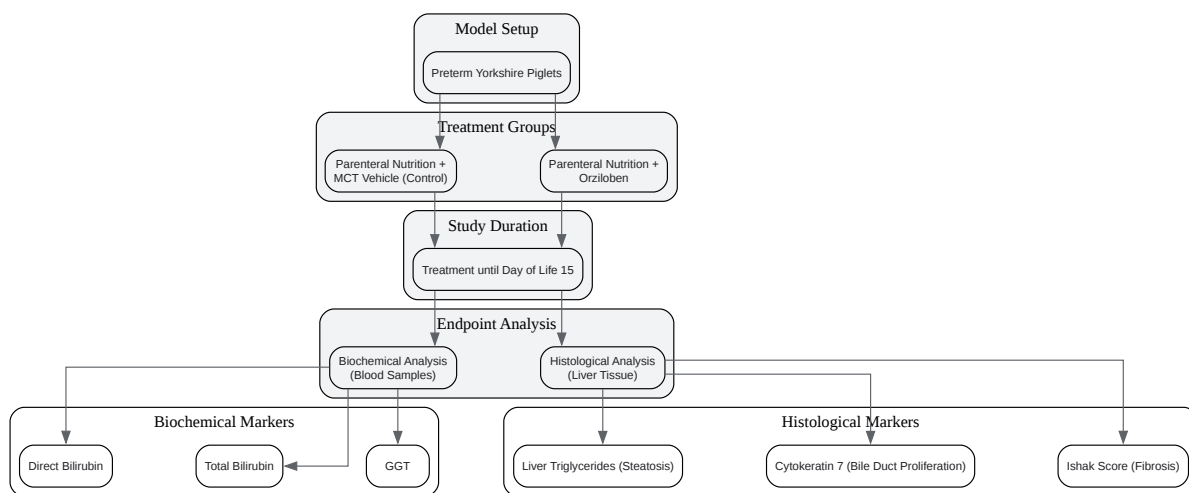 Model Setup
Preterm Yorkshire Piglets
Treatment Groups
Parenteral Nutrition +
MCT Vehicle (Control)
Parenteral Nutrition +
Orziloben
Study Duration
Treatment until Day of Life 15
Endpoint Analysis
Biochemical Analysis
(Blood Samples)
Histological Analysis
(Liver Tissue)
Biochemical Markers
Direct Bilirubin
Total Bilirubin
GGT
Histological Markers
Liver Triglycerides (Steatosis)
Cytokeratin 7 (Bile Duct Proliferation)
Ishak Score (Fibrosis)